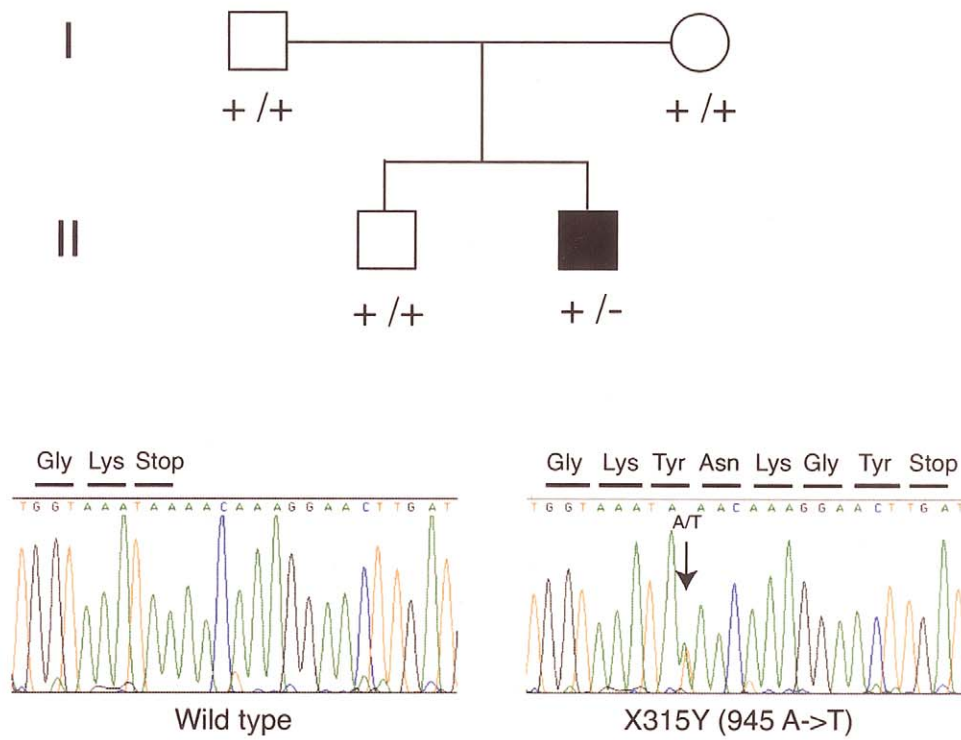 I
+/+ +/+
II
+/+ +/-
Gly Lys Stop
T G G T A A A T A A A A C A A A G G A A C T T G A T
Wild type
Gly Lys Tyr Asn Lys Gly Tyr Stop
T G G T A A A T A A A C A A A G G A A C T T G A T
A/T
X315Y (945 A->T)